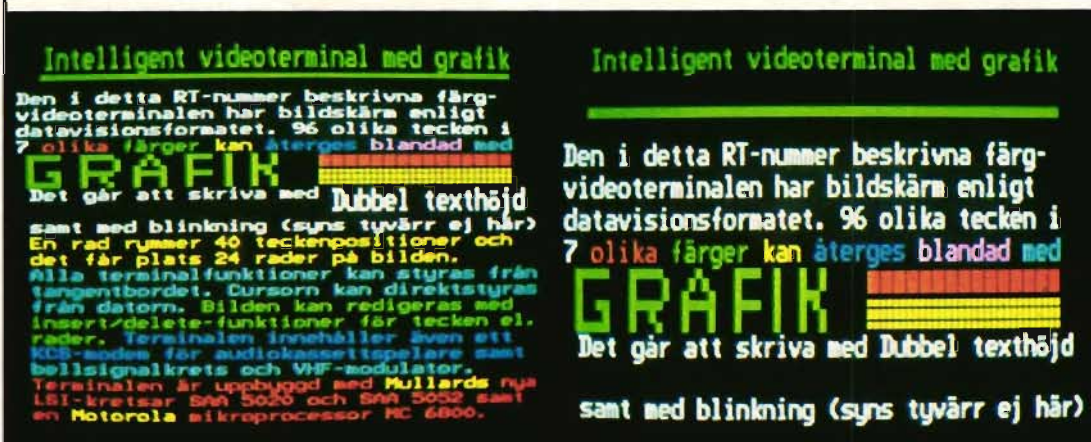 Intelligent videoterminal med grafik
Den i detta RT-nummer beskrivna färg-
videoterminalen har bildskärm enligt
datavisionsformatet. 96 olika tecken i
7 olika färger kan återges blandad med
GRAFIK
Det går att skriva med Dubbel texthöjd
samt med blinkning (syns tyvärr ej här)
En rad rymmer 40 teckenpositioner och
det får plats 24 rader på bilden.
Alla terminalfunktioner kan styras från
tangentbordet. Cursorn kan direktstyras
från datorn. Bilden kan redigeras med
insert/delete-funktioner för tecken el.
rader. Terminalen innehåller även ett
KCS-modem för audiokassettspelare samt
bellsignalkrets och VHF-modulator.
Terminalen är uppbyggd med Mullards nya
LSI-kretsar SAA 5020 och SAA 5052 samt
en Motorola mikroprocessor MC 6800.
Intelligent videoterminal med grafik
Den i detta RT-nummer beskrivna färg-
videoterminalen har bildskärm enligt
datavisionsformatet. 96 olika tecken i
7 olika färger kan återges blandad med
GRAFIK
Det går att skriva med Dubbel texthöjd
samt med blinkning (syns tyvärr ej här)